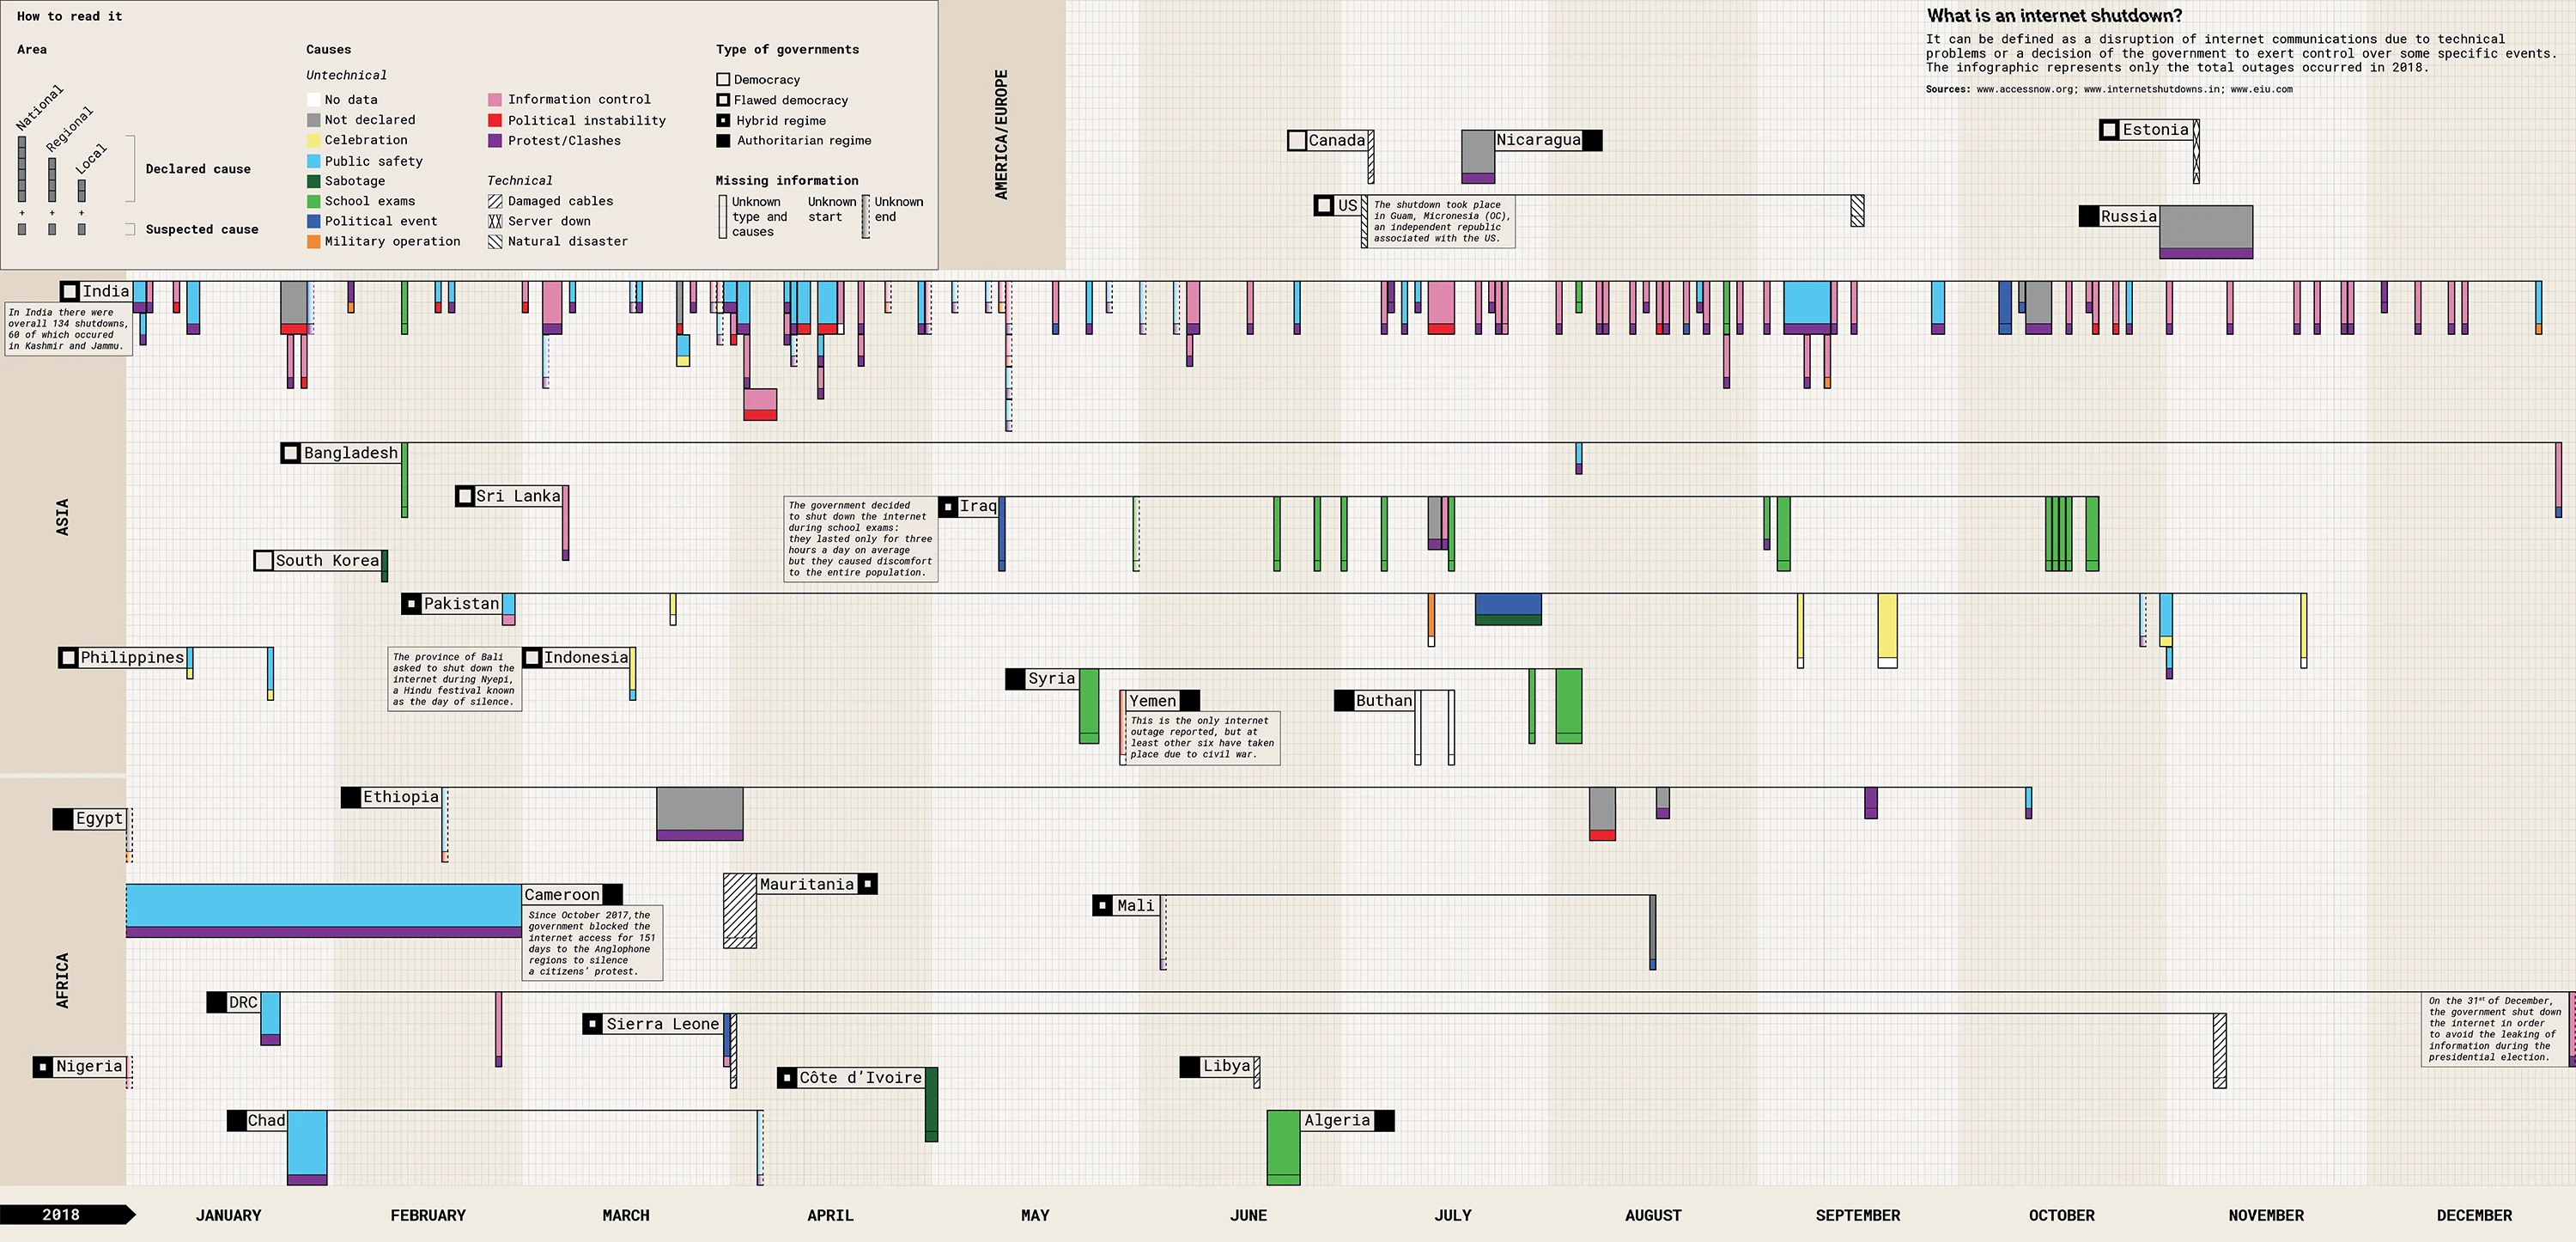 How to read it
Area
National
Regional
Local
Declared cause
+ + +
Suspected cause
Causes
Untechnical
No data
Not declared
Celebration
Public safety
Sabotage
School exams
Political event
Military operation
Information control
Political instability
Protest/Clashes
Technical
Damaged cables
Server down
Natural disaster
Type of governments
Democracy
Flawed democracy
Hybrid regime
Authoritarian regime
Missing information
Unknown
type and
causes
Unknown
start
Unknown
end
AMERICA/EUROPE
What is an internet shutdown?
It can be defined as a disruption of internet communications due to technical
problems or a decision of the government to exert control over some specific events.
The infographic represents only the total outages occurred in 2018.
Sources: www.accessnow.org; www.internetshutdowns.in; www.eiu.com
Canada
Nicaragua
Estonia
US
The shutdown took place
in Guam, Micronesia (OC),
an independent republic
associated with the US.
Russia
ASIA
India
In India there were
overall 134 shutdowns,
60 of which occured
in Kashmir and Jammu.
Bangladesh
Sri Lanka
The government decided
to shut down the internet
during school exams:
they lasted only for three
hours a day on average
but they caused discomfort
to the entire population.
Iraq
South Korea
Pakistan
Philippines
The province of Bali
asked to shut down the
internet during Nyepi,
a Hindu festival known
as the day of silence.
Indonesia
Syria
Yemen
This is the only internet
outage reported, but at
least other six have taken
place due to civil war.
Buthan
AFRICA
Ethiopia
Egypt
Cameroon
Since October 2017,the
government blocked the
internet access for 151
days to the Anglophone
regions to silence
a citizens' protest.
Mauritania
Mali
DRC
On the 31st of December,
the government shut down
the internet in order
to avoid the leaking of
information during the
presidential election.
Sierra Leone
Nigeria
Côte d'Ivoire
Libya
Chad
Algeria
2018
JANUARY
FEBRUARY
MARCH
APRIL
MAY
JUNE
JULY
AUGUST
SEPTEMBER
OCTOBER
NOVEMBER
DECEMBER